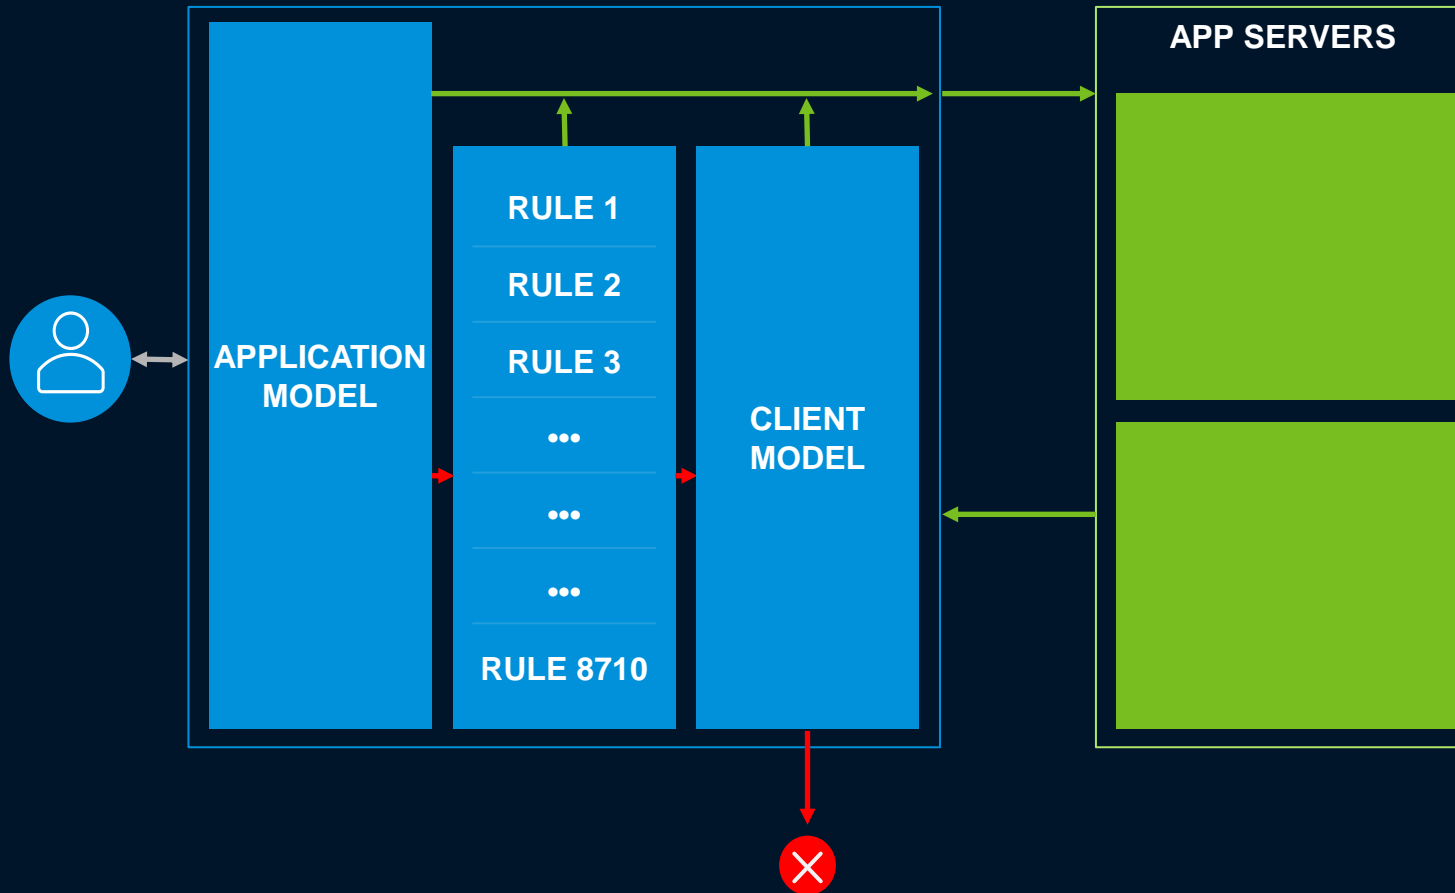 APP SERVERS
APPLICATION
MODEL
RULE 1
RULE 2
RULE 3
•••
•••
•••
RULE 8710
CLIENT
MODEL